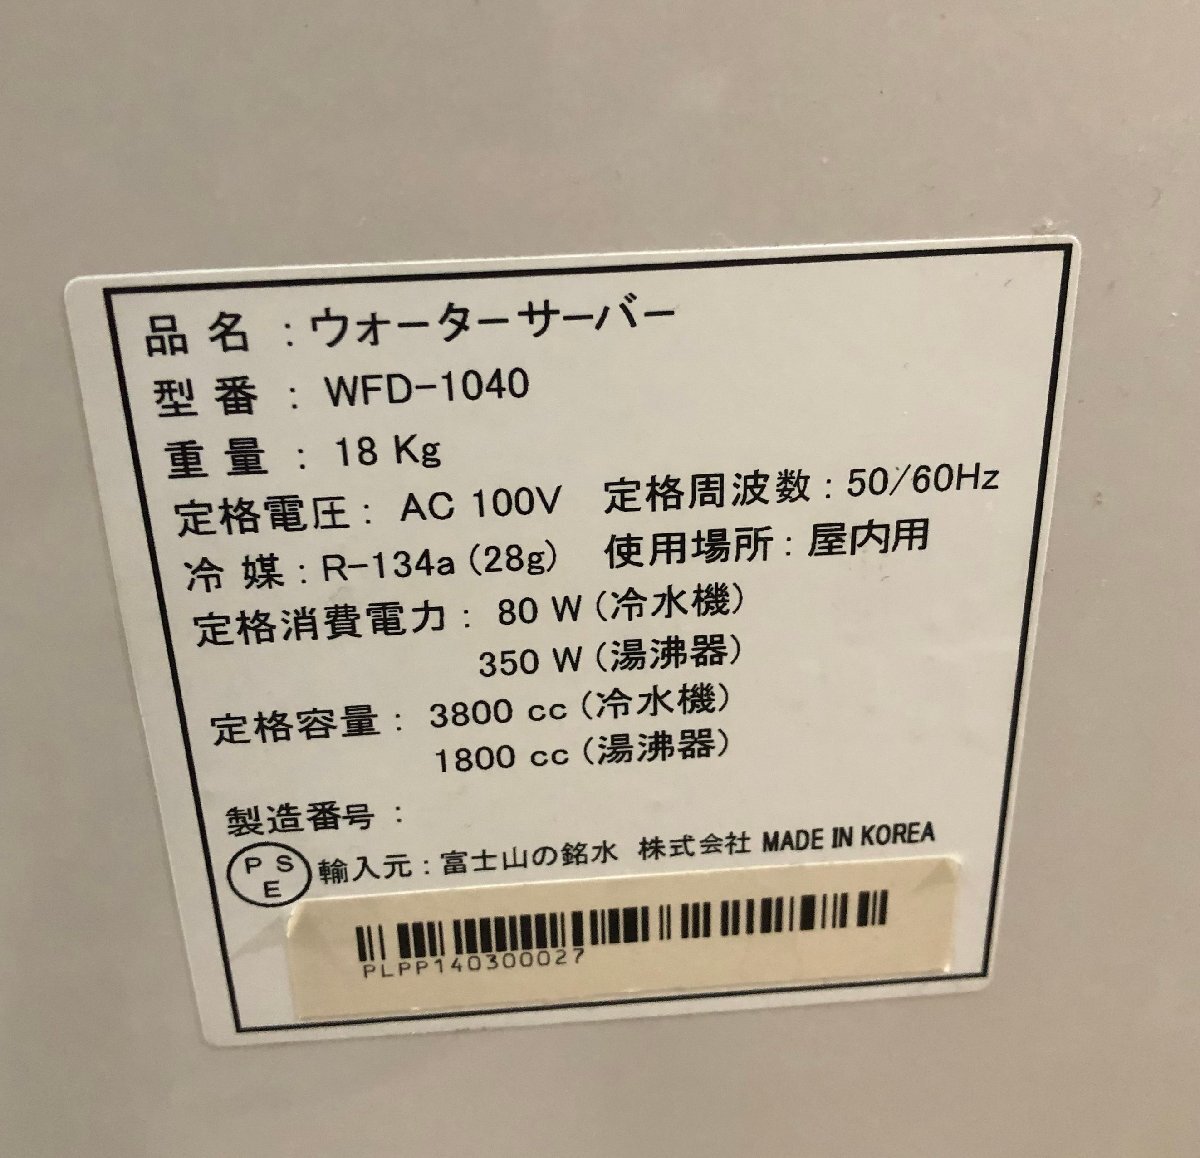 品名：ウォーターサーバー
型番：WFD-1040
重量：18 Kg
定格電圧：AC 100V 定格周波数：50/60Hz
冷媒：R-134a (28g) 使用場所：屋内用
定格消費電力：80 W (冷水機)
350 W (湯沸器)
定格容量：3800 cc (冷水機)
1800 cc (湯沸器)
製造番号：
PSE 輸入元：富士山の銘水 株式会社 MADE IN KOREA
PLPP140300027